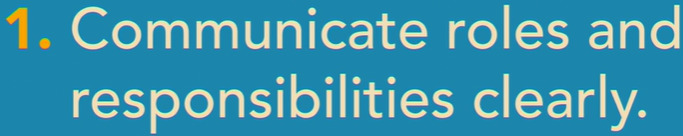 1. Communicate roles and
responsibilities clearly.